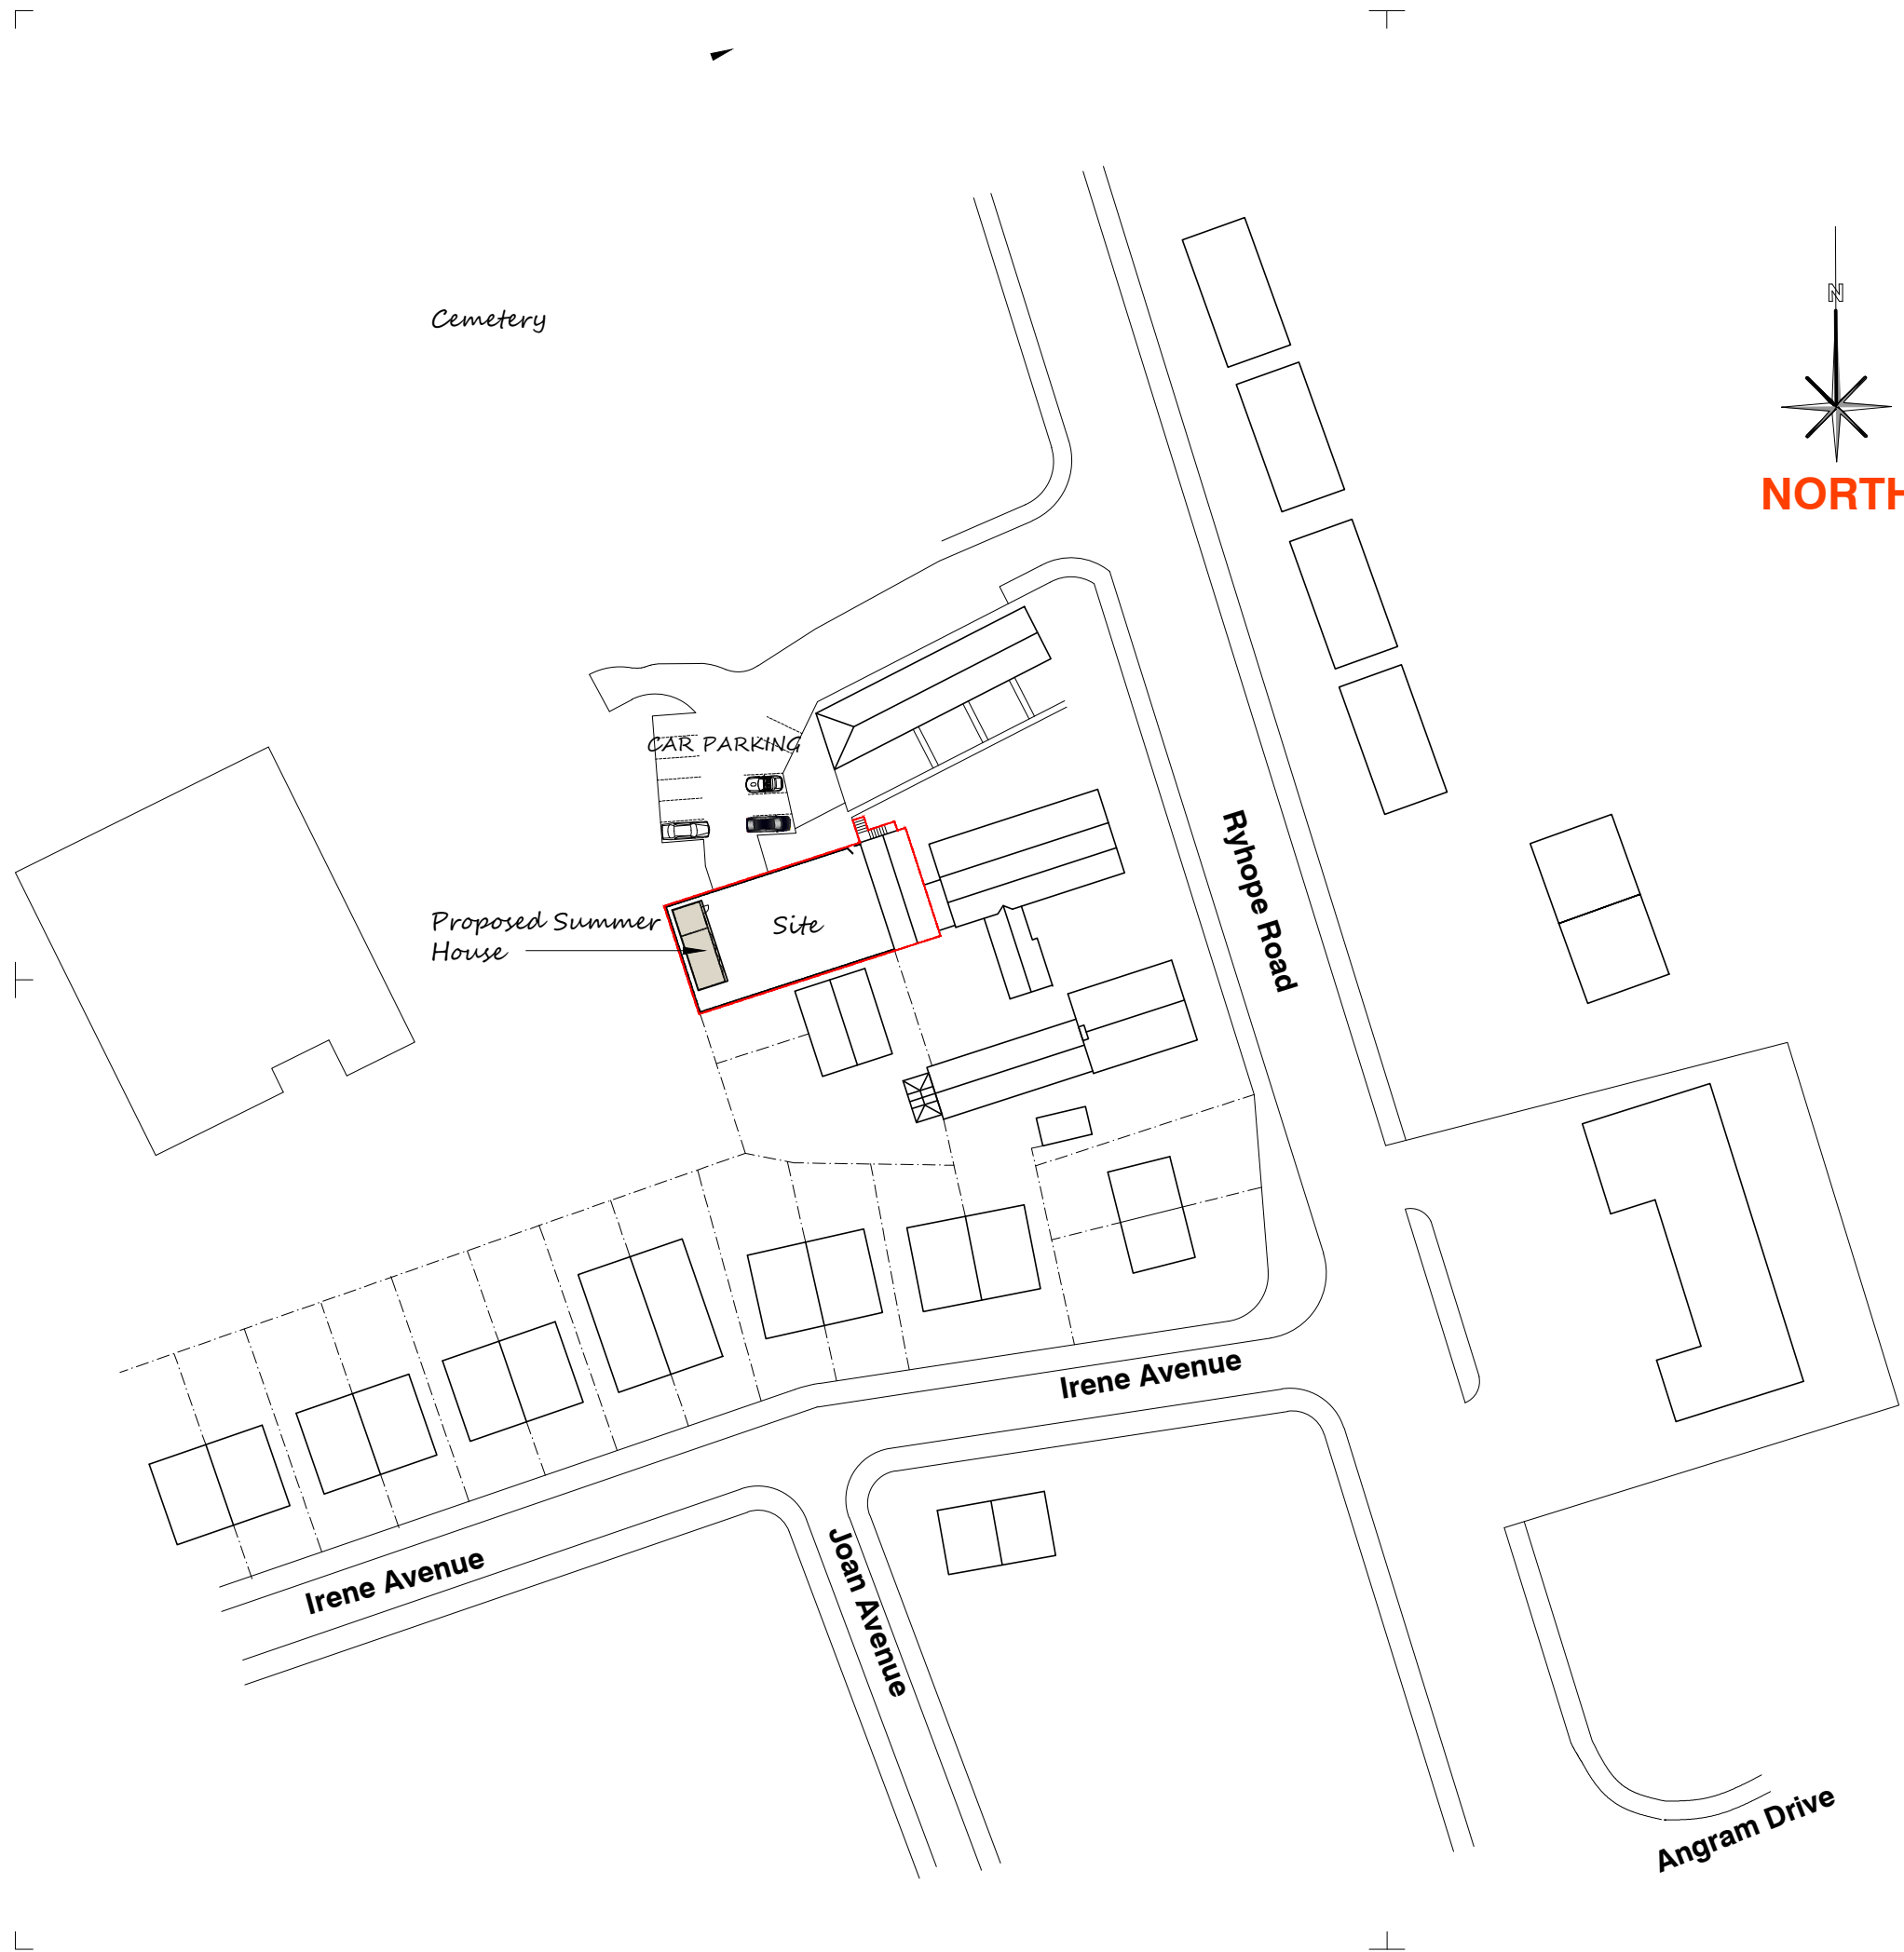 N
NORTH
Cemetery
CAR PARKING
Proposed Summer
House
Site
Ryhope Road
Irene Avenue
Irene Avenue
Joan Avenue
Angram Drive